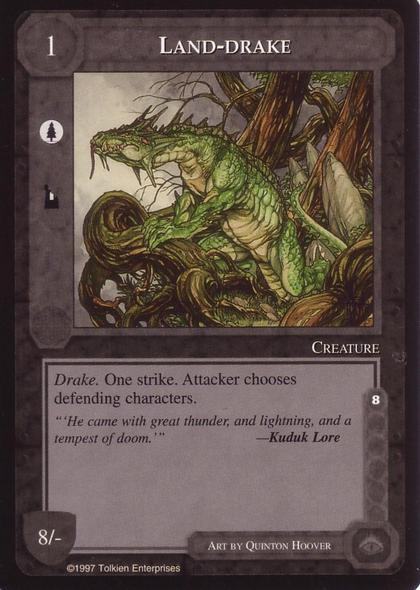 1
LAND-DRAKE
CREATURE
Drake. One strike. Attacker chooses
defending characters.
8
“‘He came with great thunder, and lightning, and a
tempest of doom.’” —Kuduk Lore
8/-
ART BY QUINTON HOOVER
©1997 Tolkien Enterprises